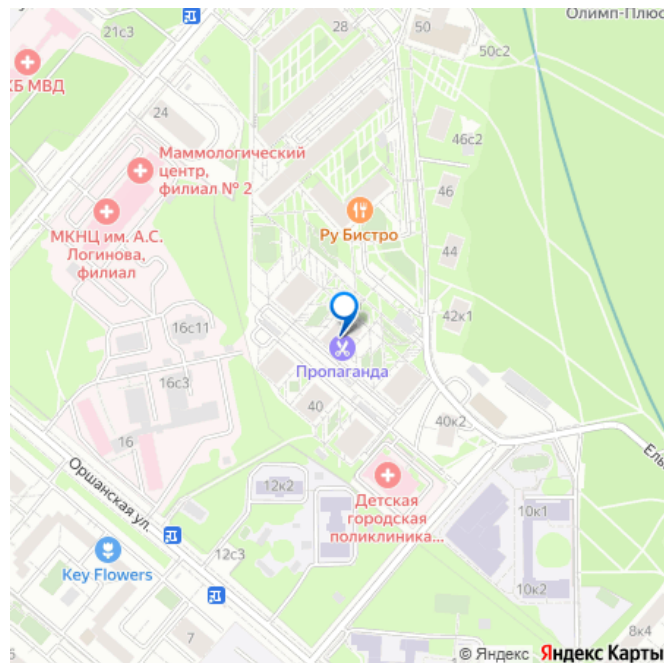 Олимп-Плюс
28
50
21с3
50с2
КБ МВД
24
46с2
Маммологический
центр,
филиал № 2
46
Ру Бистро
МКНЦ им. А.С.
Логинова,
филиал
44
42к1
16с11
Пропаганда
16с3
40
40к2
16
Оршанская ул.
Ель
12к2
Детская
городская
поликлиника...
10к1
12с3
Key Flowers
10к2
7
8к4
© Яндекс Яндекс Карты